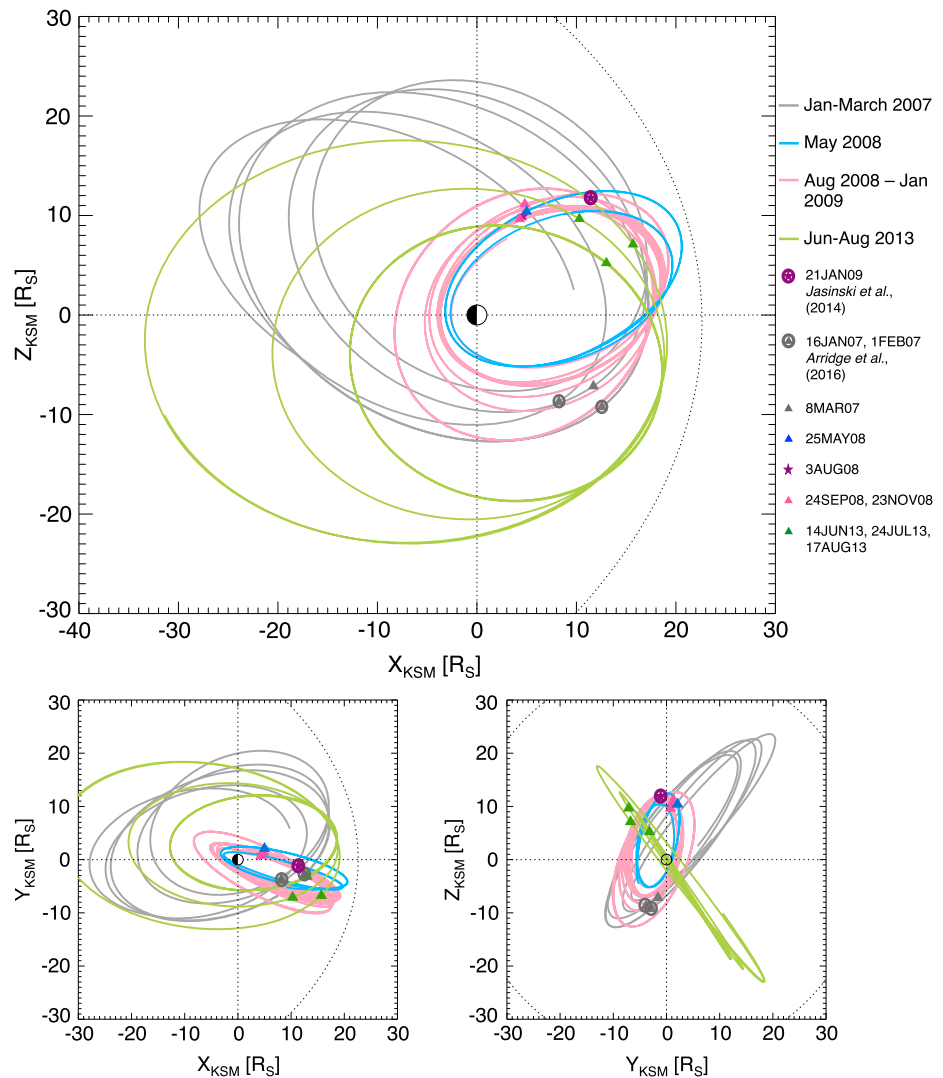 30
20
10
0
-10
-20
-30
Z_KSM [R_S]
-40
-30
-20
-10
0
10
20
30
X_KSM [R_S]
Jan-March 2007
May 2008
Aug 2008 – Jan
2009
Jun-Aug 2013
21JAN09
Jasinski et al.,
(2014)
16JAN07, 1FEB07
Arridge et al.,
(2016)
8MAR07
25MAY08
3AUG08
24SEP08, 23NOV08
14JUN13, 24JUL13,
17AUG13
30
20
10
0
-10
-20
-30
Y_KSM [R_S]
-30
-20
-10
0
10
20
30
X_KSM [R_S]
30
20
10
0
-10
-20
-30
Z_KSM [R_S]
-30
-20
-10
0
10
20
30
Y_KSM [R_S]